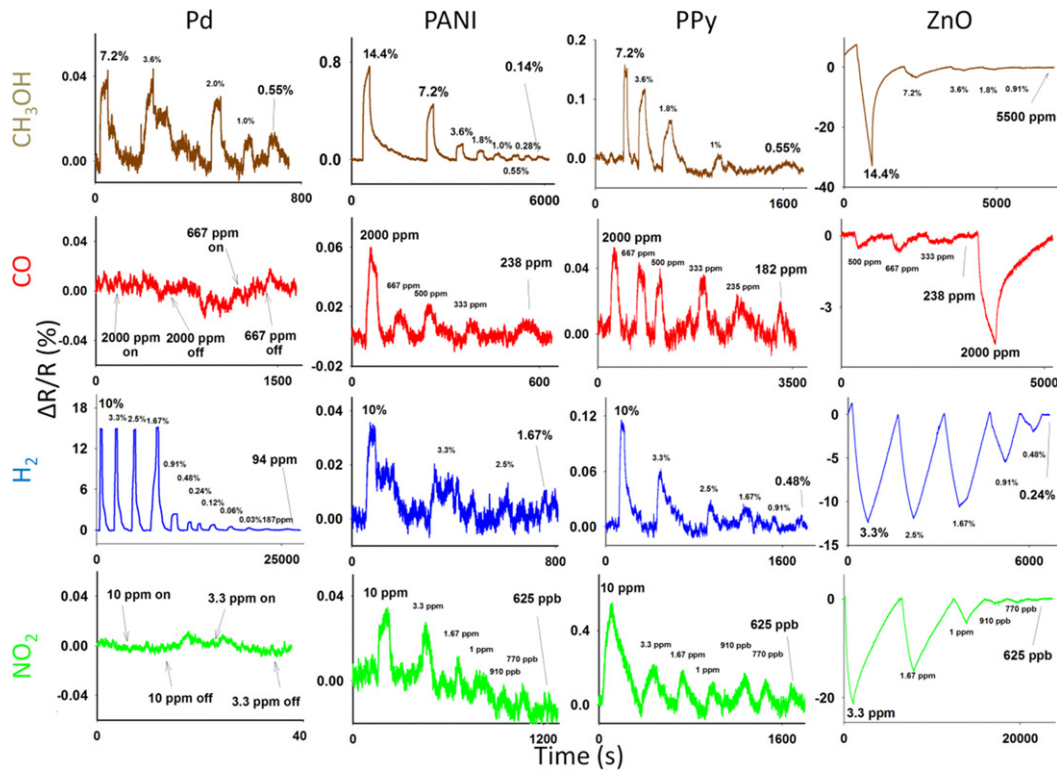 Pd PANI PPy ZnO
ΔR/R (%)
Time (s)
CH3OH
0.04
0.00
0 800
7.2%
3.6%
2.0%
1.0%
0.55%
0.8
0.0
0 6000
14.4%
7.2%
3.6%
1.8%
1.0%
0.55%
0.28%
0.14%
0.2
0.1
0.0
0 1600
7.2%
3.6%
1.8%
1%
0.55%
0
-20
-40
0 5000
14.4%
7.2%
3.6%
1.8%
0.91%
5500 ppm
CO
0.04
0.00
-0.04
0 1500
2000 ppm
on
2000 ppm
off
667 ppm
on
667 ppm
off
0.06
0.02
-0.02
0 600
2000 ppm
667 ppm
500 ppm
333 ppm
238 ppm
0.04
0.00
0 3500
2000 ppm
667 ppm
500 ppm
333 ppm
235 ppm
182 ppm
0
-3
0 5000
500 ppm
667 ppm
333 ppm
238 ppm
2000 ppm
H2
18
12
6
0
0 25000
10%
3.3%
2.5%
1.67%
0.91%
0.48%
0.24%
0.12%
0.06%
0.03%
187ppm
94 ppm
0.04
0.02
0.00
0 800
10%
3.3%
2.5%
1.67%
0.12
0.06
0.00
0 1600
10%
3.3%
2.5%
1.67%
0.91%
0.48%
0
-5
-10
-15
0 6000
3.3%
2.5%
1.67%
0.91%
0.48%
0.24%
NO2
0.04
0.00
-0.04
0 40
10 ppm on
10 ppm off
3.3 ppm on
3.3 ppm off
0.04
0.00
0 1200
10 ppm
3.3 ppm
1.67 ppm
1 ppm
910 ppb
770 ppb
625 ppb
0.4
0.0
0 1600
10 ppm
3.3 ppm
1.67 ppm
1 ppm
910 ppb
770 ppb
625 ppb
0
-20
0 20000
3.3 ppm
1.67 ppm
1 ppm
910 ppb
770 ppb
625 ppb